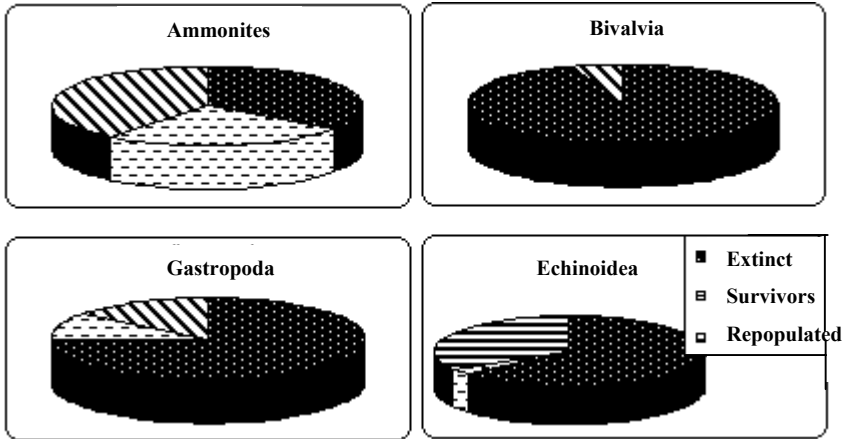 Ammonites
Bivalvia
Gastropoda
Echinoidea
Extinct
Survivors
Repopulated